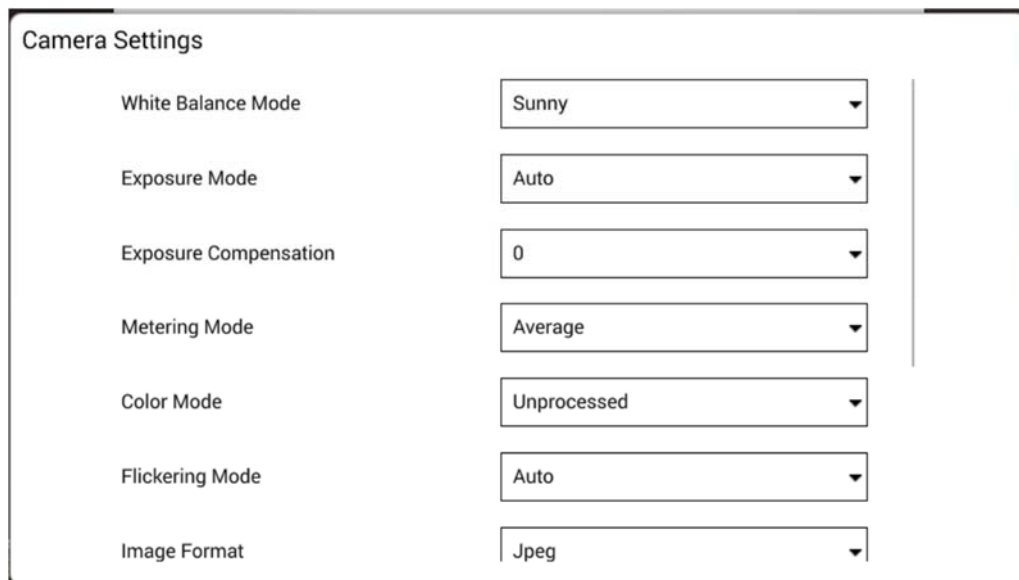 Camera Settings
White Balance Mode Sunny
Exposure Mode Auto
Exposure Compensation 0
Metering Mode Average
Color Mode Unprocessed
Flickering Mode Auto
Image Format Jpeg